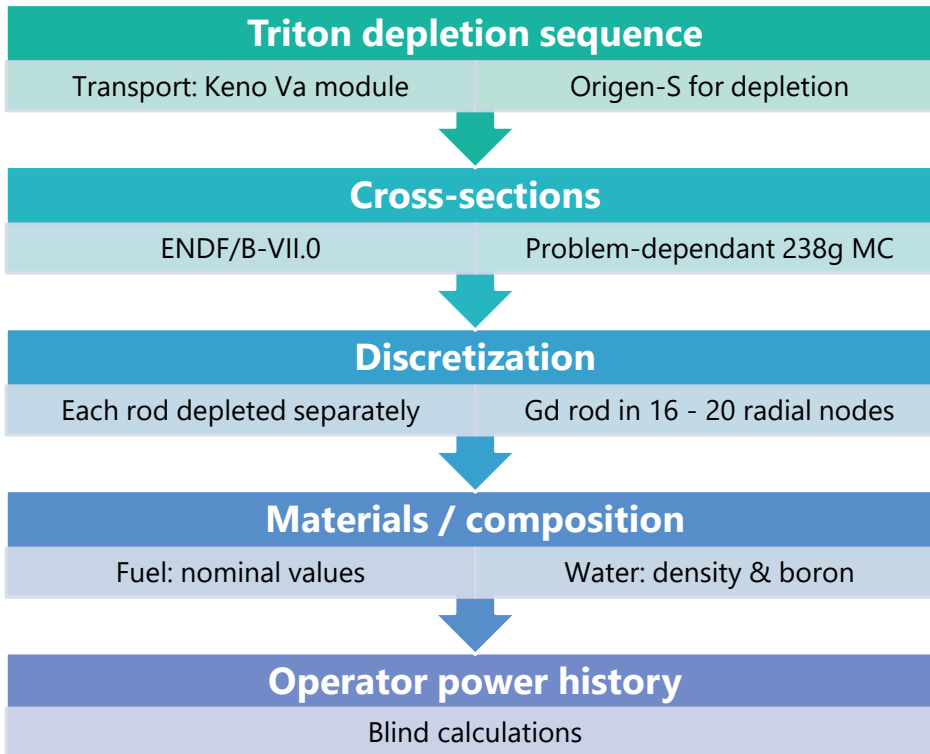 Triton depletion sequence
Transport: Keno Va module
Origen-S for depletion
Cross-sections
ENDF/B-VII.0
Problem-dependant 238g MC
Discretization
Each rod depleted separately
Gd rod in 16 - 20 radial nodes
Materials / composition
Fuel: nominal values
Water: density & boron
Operator power history
Blind calculations